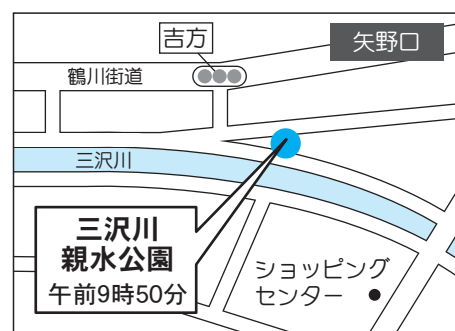 吉方
矢野口
鶴川街道
三沢川
三沢川
親水公園
午前9時50分
ショッピング
センター